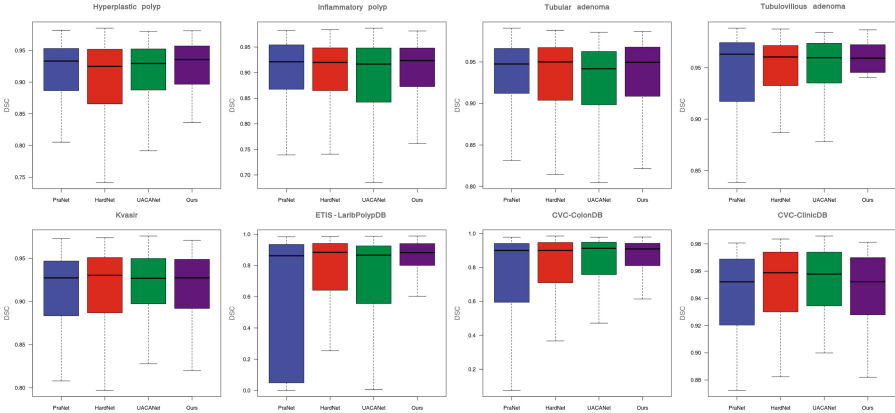 Hyperplastic polyp
Inflammatory polyp
Tubular adenoma
Tubulovillous adenoma
DSC
0.95
0.90
0.85
0.80
0.75
PraNet HardNet UACANet Ours
DSC
0.95
0.90
0.85
0.80
0.75
0.70
PraNet HardNet UACANet Ours
DSC
0.95
0.90
0.85
0.80
PraNet HardNet UACANet Ours
DSC
0.95
0.90
0.85
PraNet HardNet UACANet Ours
Kvasir
ETIS - LaribPolypDB
CVC-ColonDB
CVC-ClinicDB
DSC
0.95
0.90
0.85
0.80
PraNet HardNet UACANet Ours
DSC
1.0
0.8
0.6
0.4
0.2
0.0
PraNet HardNet UACANet Ours
DSC
1.0
0.8
0.6
0.4
0.2
PraNet HardNet UACANet Ours
DSC
0.98
0.96
0.94
0.92
0.90
0.88
PraNet HardNet UACANet Ours